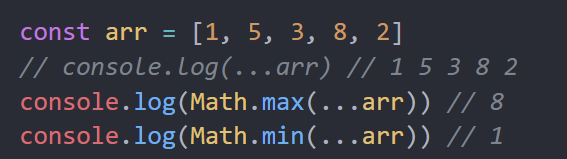 const arr = [1, 5, 3, 8, 2]
// console.log(...arr) // 1 5 3 8 2
console.log(Math.max(...arr)) // 8
console.log(Math.min(...arr)) // 1